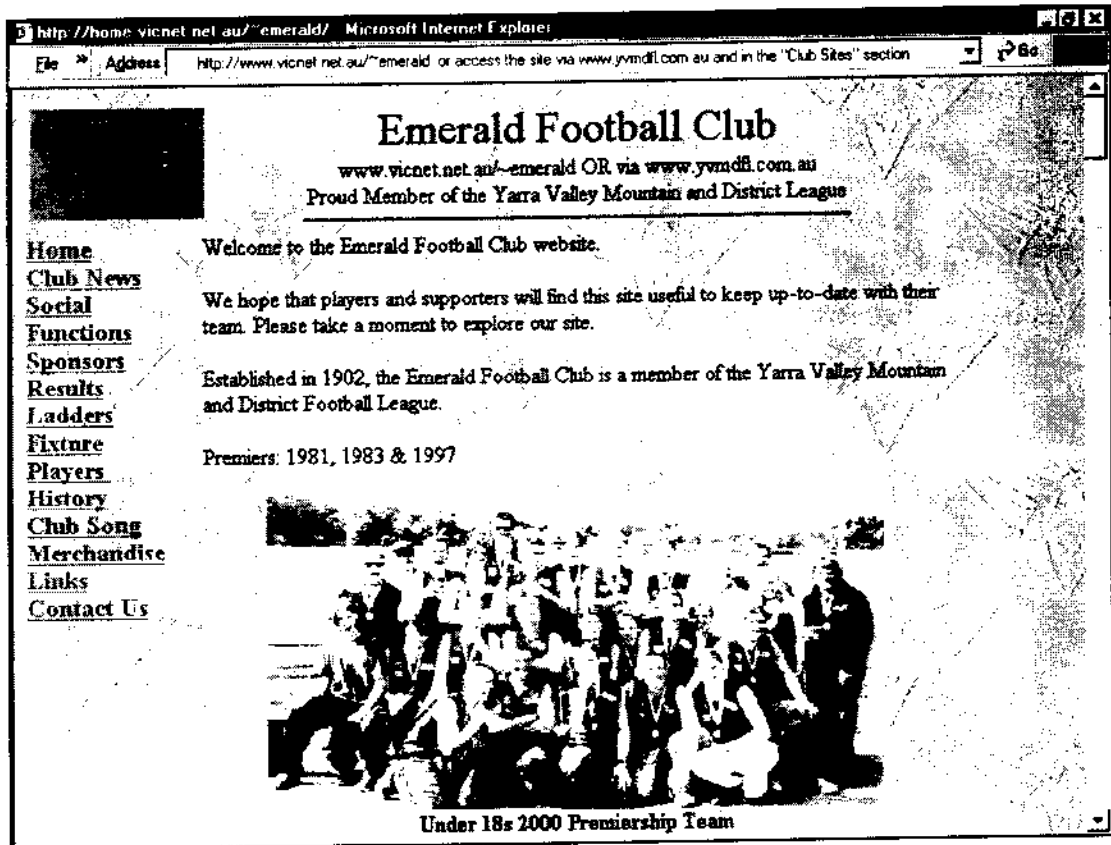 http://home.vicnet.net.au/~emerald/ Microsoft Internet Explorer
File » Address http://www.vicnet.net.au/~emerald or access the site via www.yvmdfl.com.au and in the "Club Sites" section Go
Emerald Football Club
www.vicnet.net.au/~emerald OR via www.yvmdfl.com.au
Proud Member of the Yarra Valley Mountain and District League
Home
Club News
Social
Functions
Sponsors
Results
Ladders
Fixture
Players
History
Club Song
Merchandise
Links
Contact Us
Welcome to the Emerald Football Club website.
We hope that players and supporters will find this site useful to keep up-to-date with their
team. Please take a moment to explore our site.
Established in 1902, the Emerald Football Club is a member of the Yarra Valley Mountain
and District Football League.
Premiers: 1981, 1983 & 1997
Under 18s 2000 Premiership Team